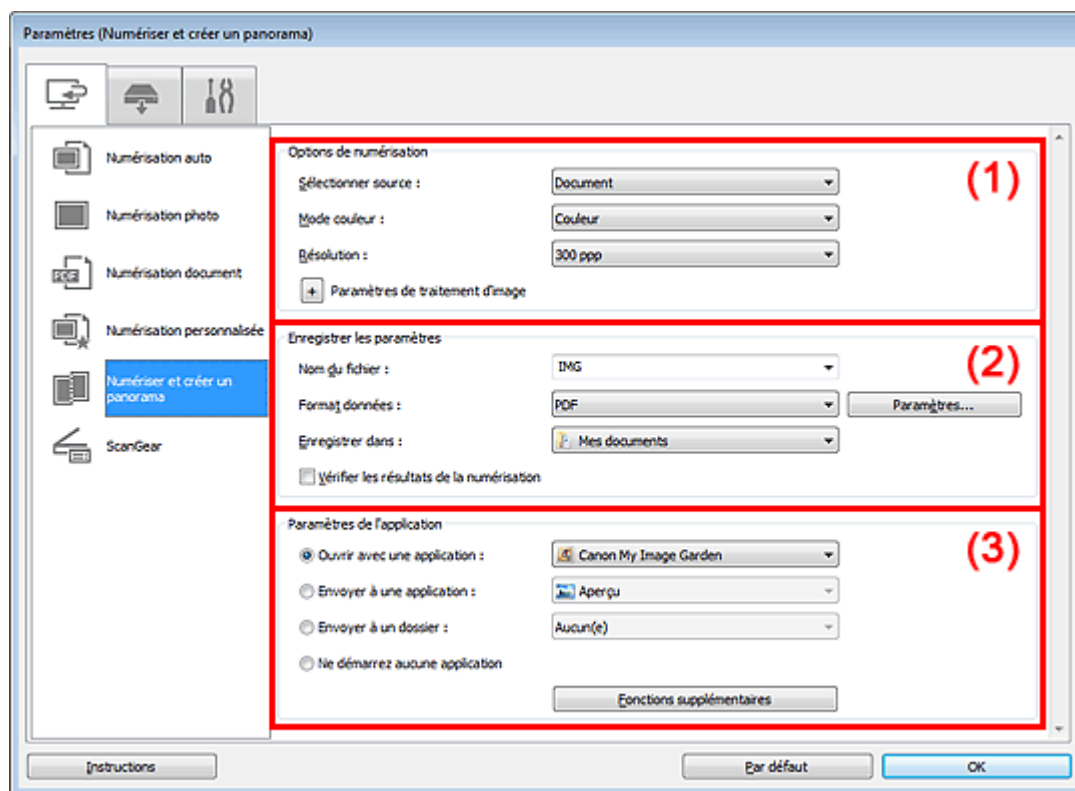 Paramètres (Numériser et créer un panorama)
Numérisation auto
Numérisation photo
PDF
Numérisation document
Numérisation personnalisée
Numériser et créer un
panorama
ScanGear
Options de numérisation
(1)
Sélectionner source :
Document
Mode couleur :
Couleur
Résolution :
300 ppp
+ Paramètres de traitement d'image
Enregistrer les paramètres
(2)
Nom du fichier :
IMG
Format données :
PDF
Paramètres...
Enregistrer dans :
Mes documents
Vérifier les résultats de la numérisation
Paramètres de l'application
(3)
Ouvrir avec une application :
Canon My Image Garden
Envoyer à une application :
Aperçu
Envoyer à un dossier :
Aucun(e)
Ne démarrez aucune application
Fonctions supplémentaires
Instructions
Par défaut
OK